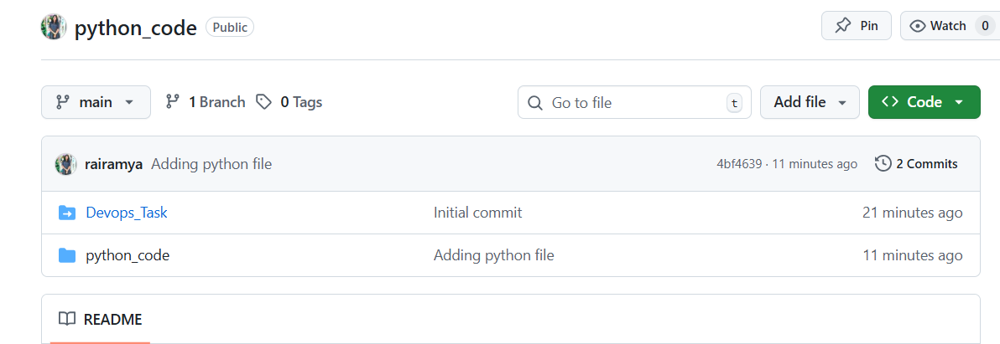 python_code Public Pin Watch 0
main 1 Branch 0 Tags Go to file t Add file Code
rairamya Adding python file 4bf4639 · 11 minutes ago 2 Commits
Devops_Task Initial commit 21 minutes ago
python_code Adding python file 11 minutes ago
README